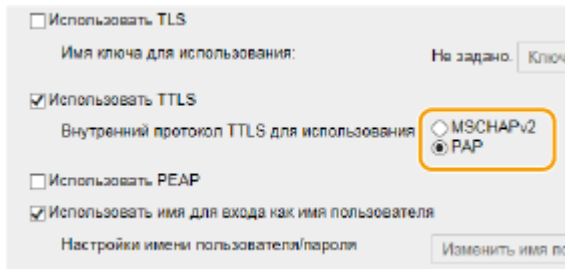 Использовать TLS
Имя ключа для использования: Не задано. Ключ
Использовать TTLS
Внутренний протокол TTLS для использования MSCHAPv2
PAP
Использовать PEAP
Использовать имя для входа как имя пользователя
Настройки имени пользователя/пароля Изменить имя по